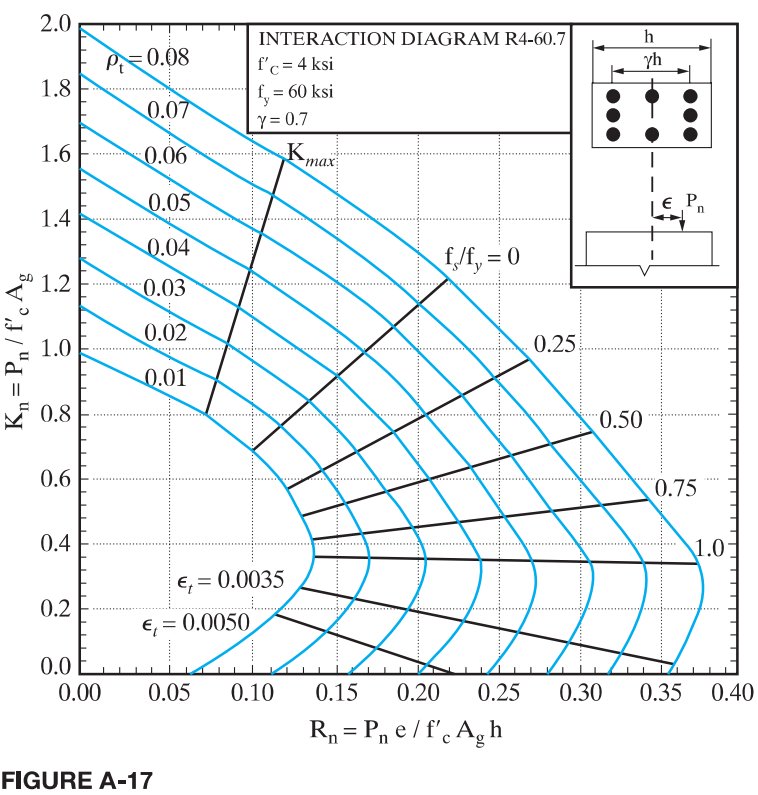 INTERACTION DIAGRAM R4-60.7
f′C = 4 ksi
fy = 60 ksi
γ = 0.7
h
γh
ϵ Pn
Kn = Pn / f′c Ag
2.0
1.8
1.6
1.4
1.2
1.0
0.8
0.6
0.4
0.2
0.0
ρt = 0.08
0.07
0.06
0.05
0.04
0.03
0.02
0.01
Kmax
fs/fy = 0
0.25
0.50
0.75
1.0
ϵt = 0.0035
ϵt = 0.0050
0.00 0.05 0.10 0.15 0.20 0.25 0.30 0.35 0.40
Rn = Pn e / f′c Ag h
FIGURE A-17